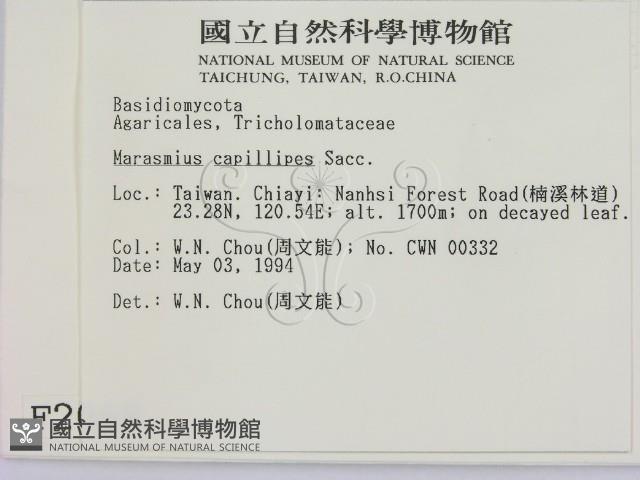 國立自然科學博物館
NATIONAL MUSEUM OF NATURAL SCIENCE
TAICHUNG, TAIWAN, R.O.CHINA
Basidiomycota
Agaricales, Tricholomataceae
Marasmius capillipes Sacc.
Loc.: Taiwan. Chiayi: Nanhsi Forest Road(楠溪林道)
23.28N, 120.54E; alt. 1700m; on decayed leaf.
Col.: W.N. Chou(周文能); No. CWN 00332
Date: May 03, 1994
Det.: W.N. Chou(周文能)
國立自然科學博物館
NATIONAL MUSEUM OF NATURAL SCIENCE